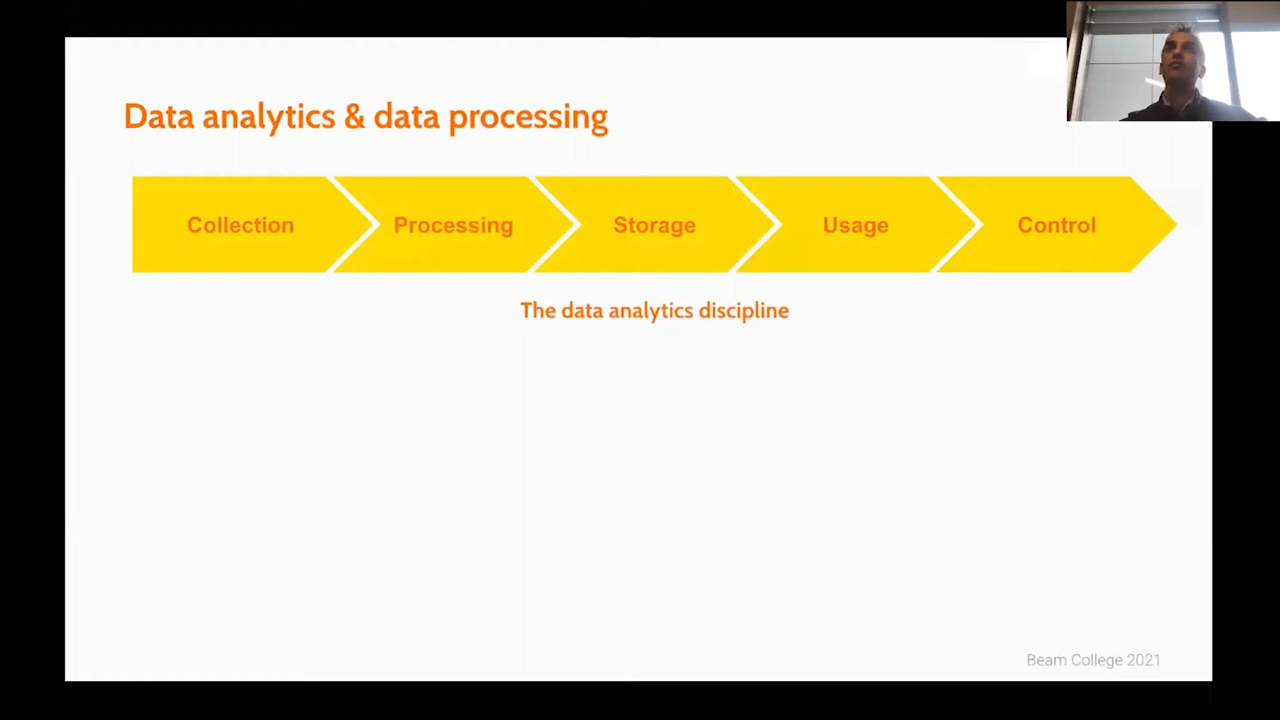 Data analytics & data processing
Collection
Processing
Storage
Usage
Control
The data analytics discipline
Beam College 2021